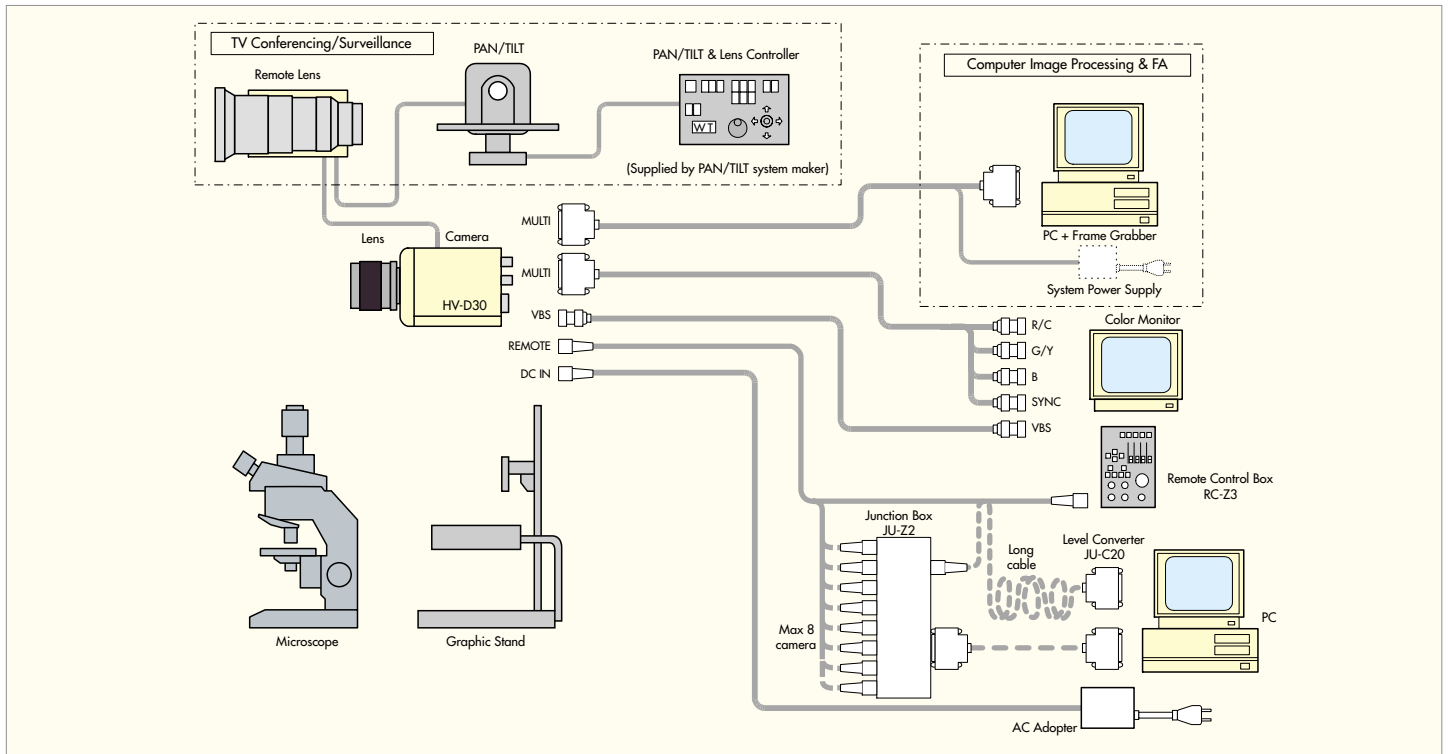 TV Conferencing/Surveillance
PAN/TILT
PAN/TILT & Lens Controller
Remote Lens
W T
(Supplied by PAN/TILT system maker)
Computer Image Processing & FA
PC + Frame Grabber
System Power Supply
MULTI
Lens
Camera
MULTI
HV-D30
VBS
REMOTE
DC IN
R/C
G/Y
B
SYNC
VBS
Color Monitor
Remote Control Box
RC-Z3
Junction Box
JU-Z2
Long
cable
Level Converter
JU-C20
PC
Max 8
camera
Microscope
Graphic Stand
AC Adopter